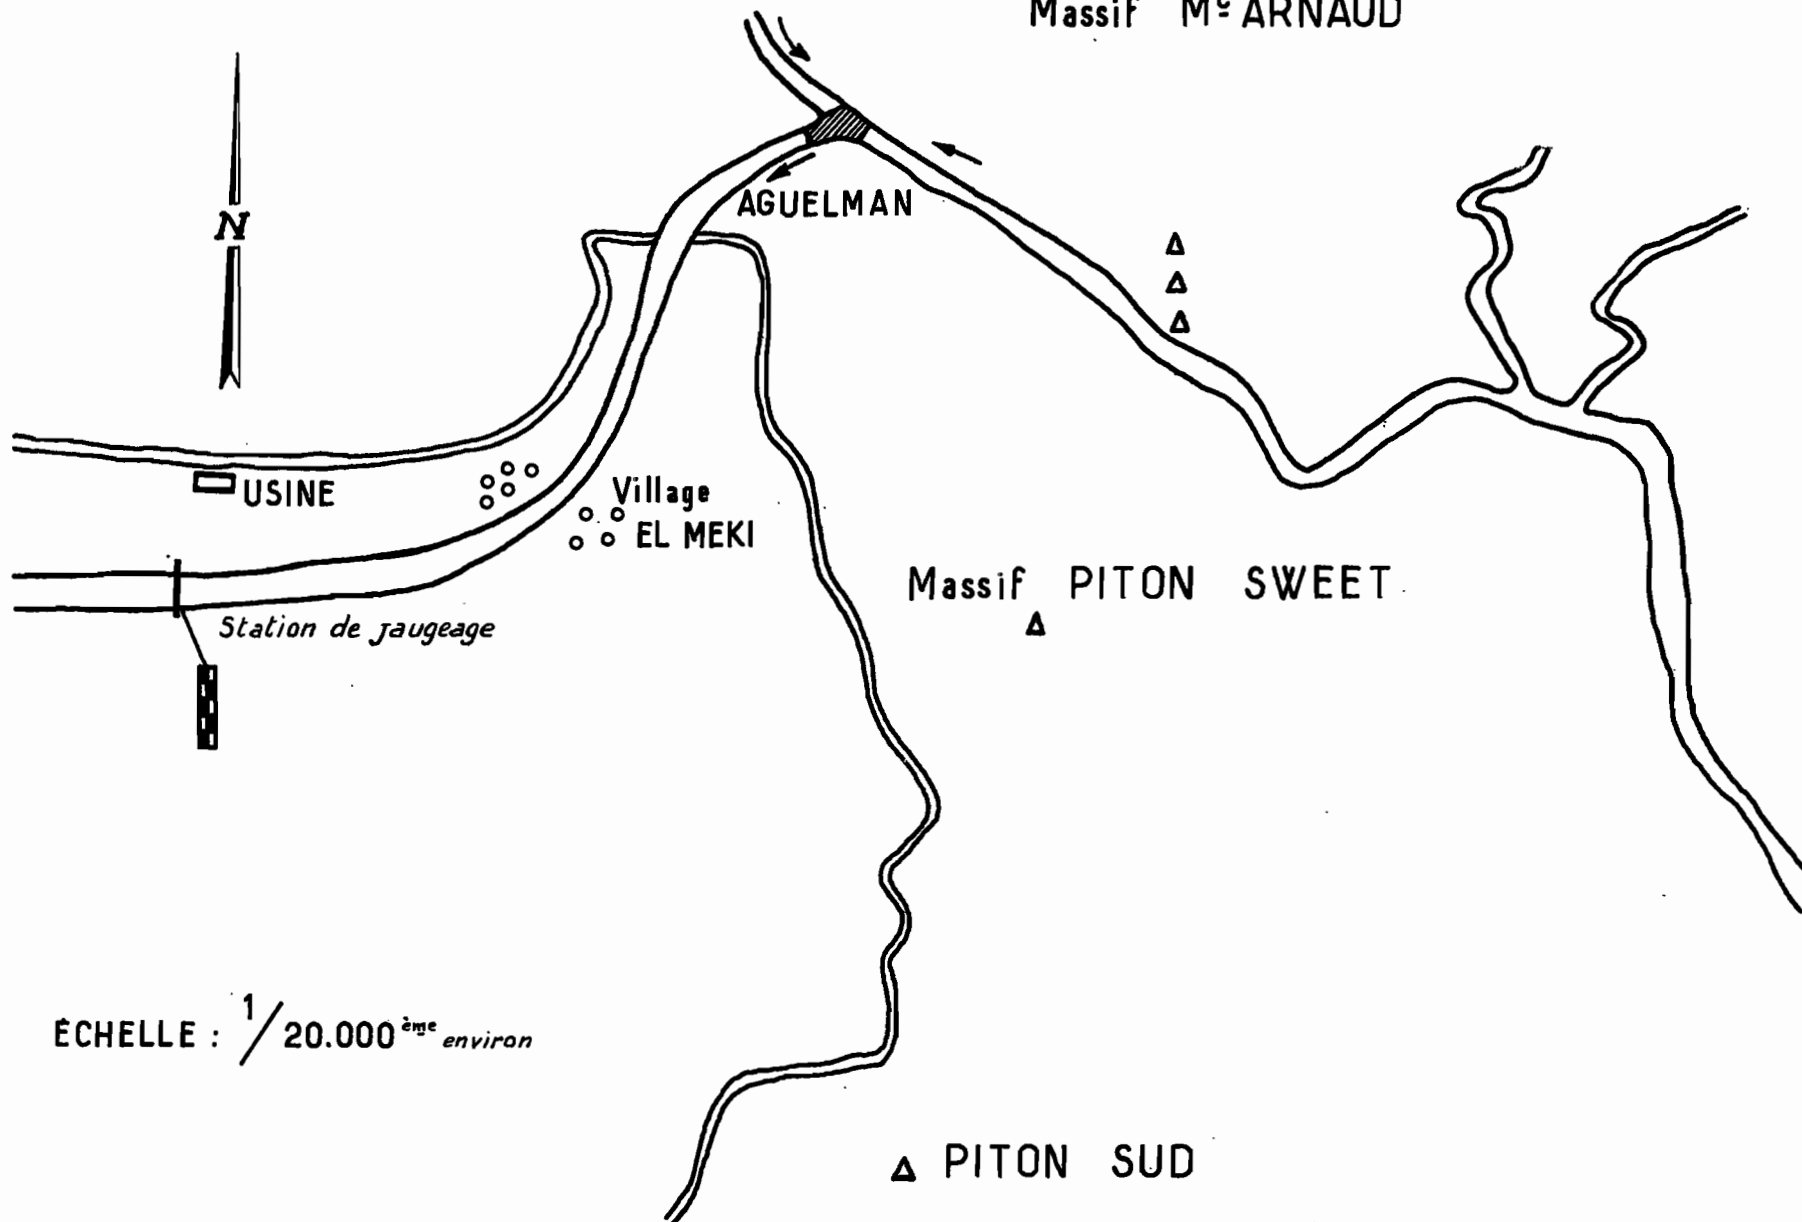 Massif Mc ARNAUD
N
AGUELMAN
USINE
Village
EL MEKI
Massif PITON SWEET
Station de jaugeage
ÉCHELLE : 1/20.000ème environ
PITON SUD